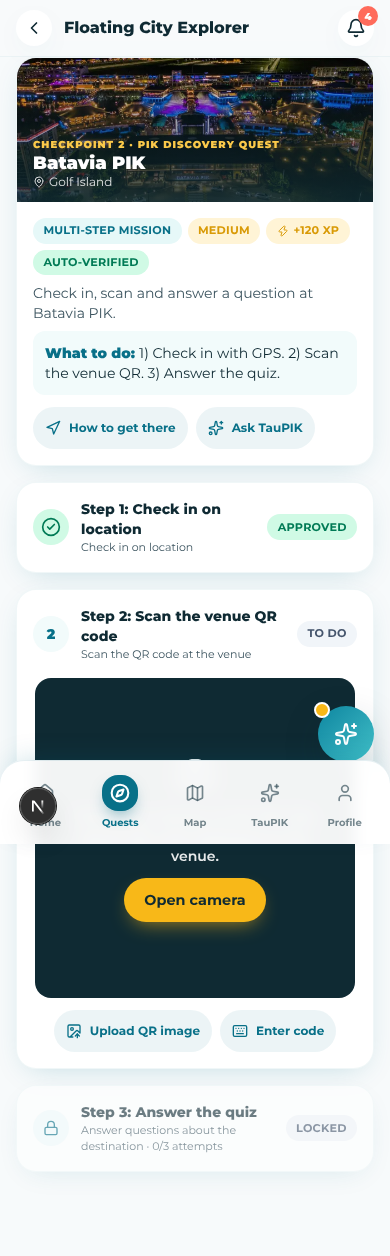 Floating City Explorer
4
CHECKPOINT 2 · PIK DISCOVERY QUEST
Batavia PIK
Golf Island
MULTI-STEP MISSION
MEDIUM
+120 XP
AUTO-VERIFIED
Check in, scan and answer a question at
Batavia PIK.
What to do: 1) Check in with GPS. 2) Scan
the venue QR. 3) Answer the quiz.
How to get there
Ask TauPIK
Step 1: Check in on
location
Check in on location
APPROVED
2
Step 2: Scan the venue QR
code
Scan the QR code at the venue
TO DO
N
Quests
Map
TauPIK
Profile
venue.
Open camera
Upload QR image
Enter code
Step 3: Answer the quiz
Answer questions about the
destination · 0/3 attempts
LOCKED